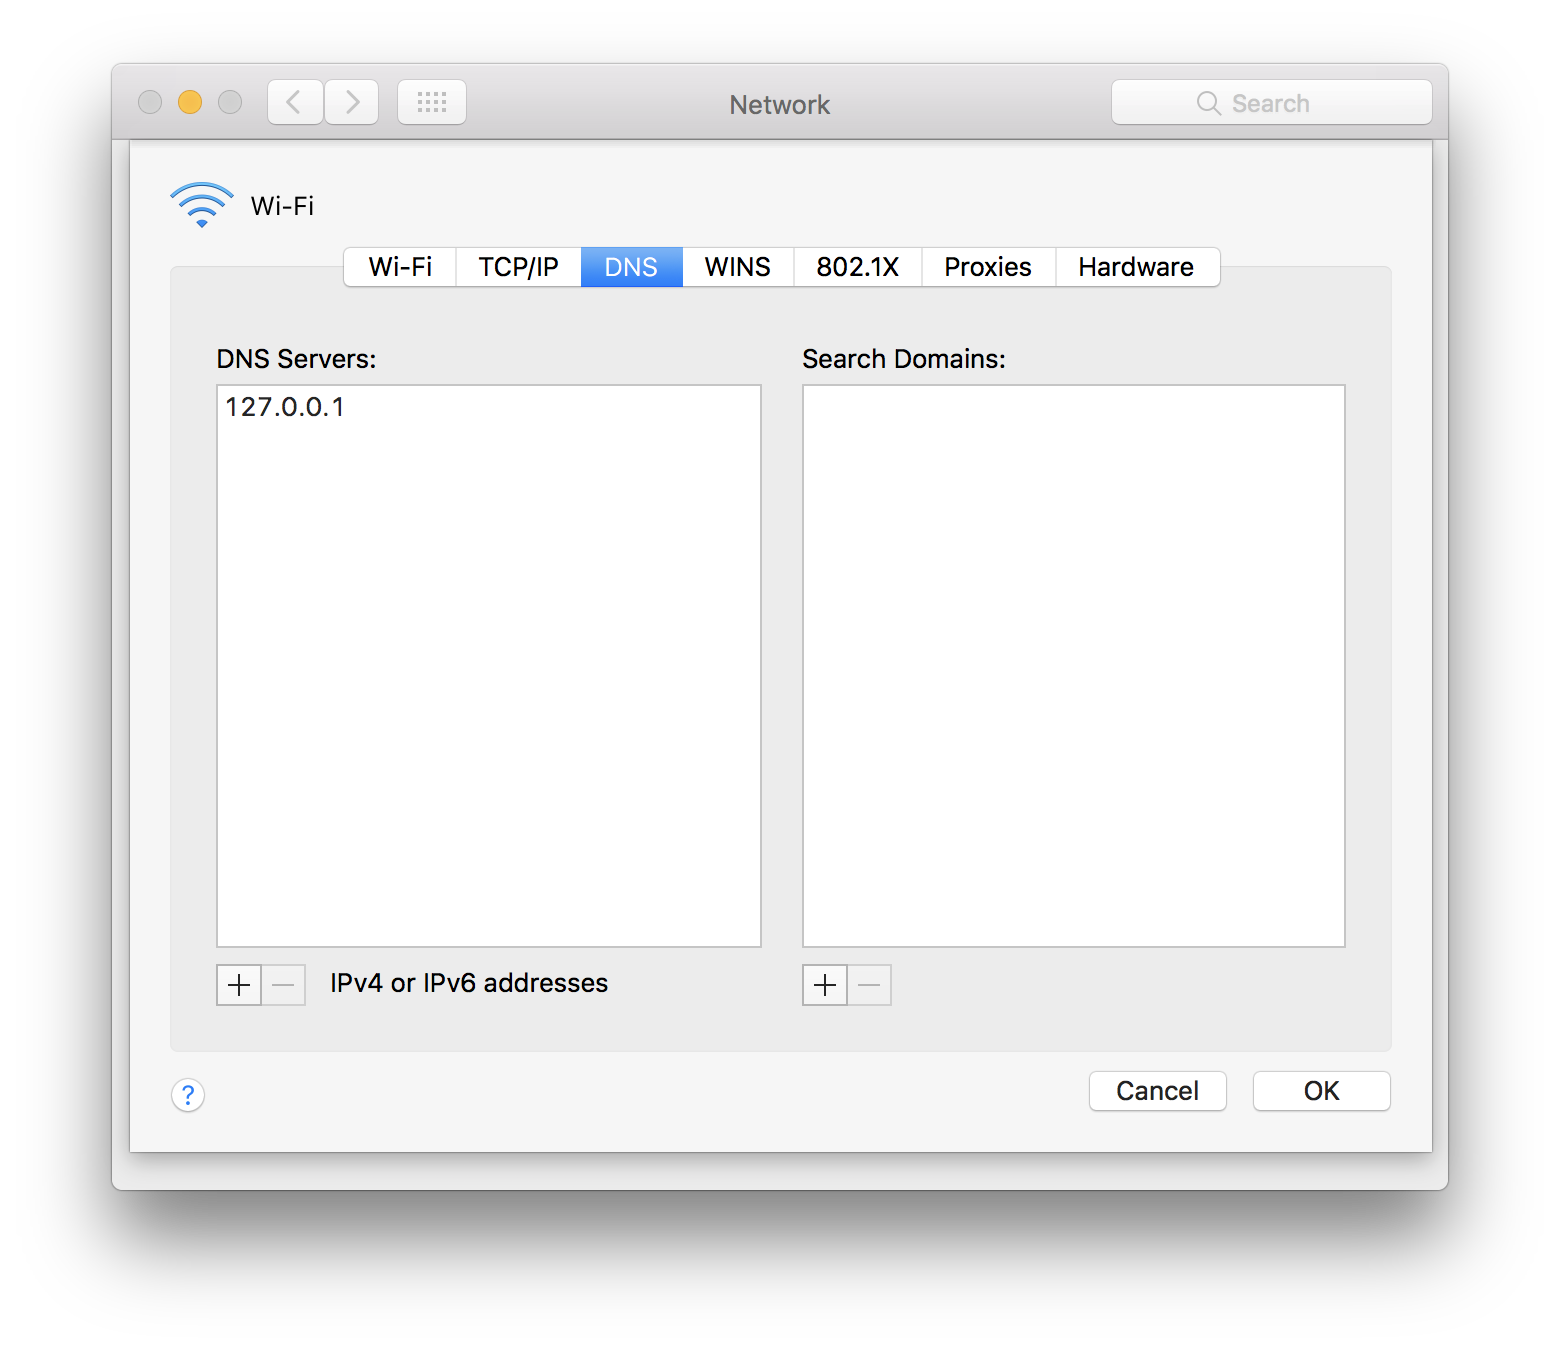 Network
Search
Wi-Fi
Wi-Fi TCP/IP DNS WINS 802.1X Proxies Hardware
DNS Servers:
Search Domains:
127.0.0.1
IPv4 or IPv6 addresses
?
Cancel
OK